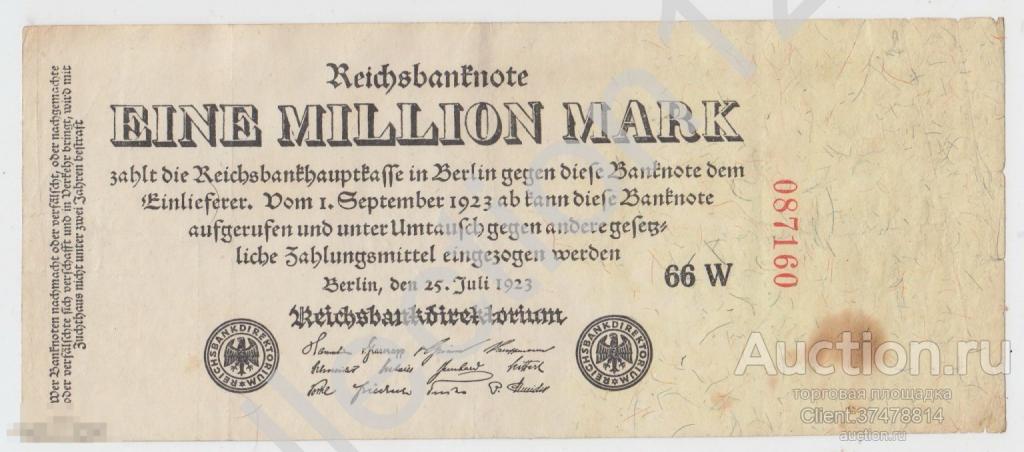 Reichsbanknote
EINE MILLION MARK
zahlt die Reichsbankhauptkasse in Berlin gegen diese Banknote dem
Einlieferer. Vom 1. September 1923 ab kann diese Banknote
aufgerufen und unter Umtausch gegen andere gesetz-
liche Zahlungsmittel eingezogen werden
Berlin, den 25. Juli 1923
Reichsbankdirektorium
66 W
087160
REICHSBANKDIREKTORIUM
REICHSBANKDIREKTORIUM
Wer Banknoten nachmacht oder verfälscht, oder nachgemachte
oder verfälschte sich verschafft und in Verkehr bringt, wird mit
Zuchthaus nicht unter zwei Jahren bestraft
Auction.ru
торговая площадка
Client:37478814
auction.ru